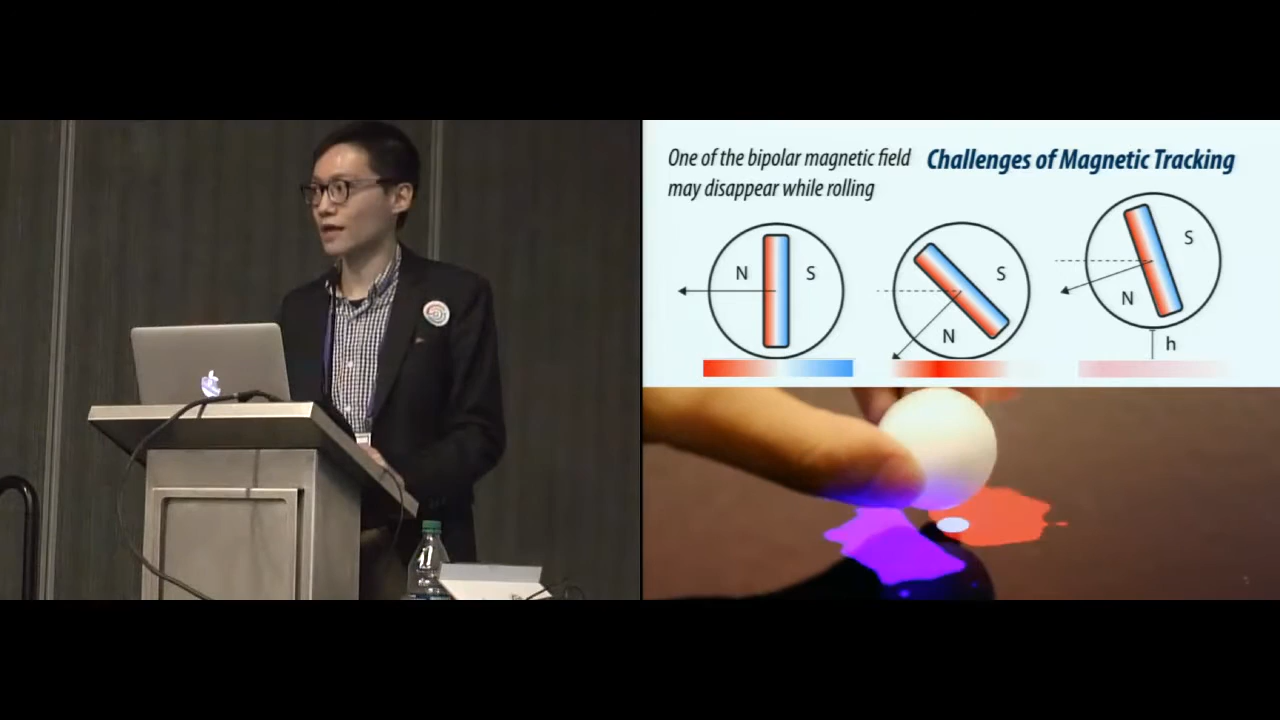 One of the bipolar magnetic field
may disappear while rolling
Challenges of Magnetic Tracking
N
S
S
N
S
N
h